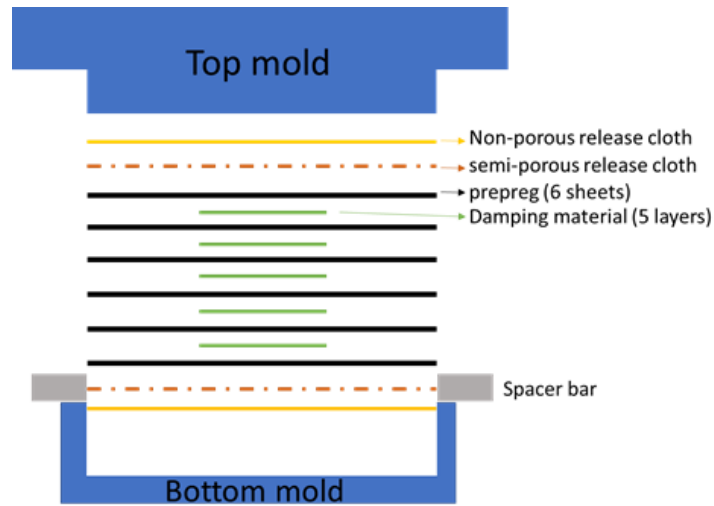 Top mold
Non-porous release cloth
semi-porous release cloth
prepreg (6 sheets)
Damping material (5 layers)
Spacer bar
Bottom mold